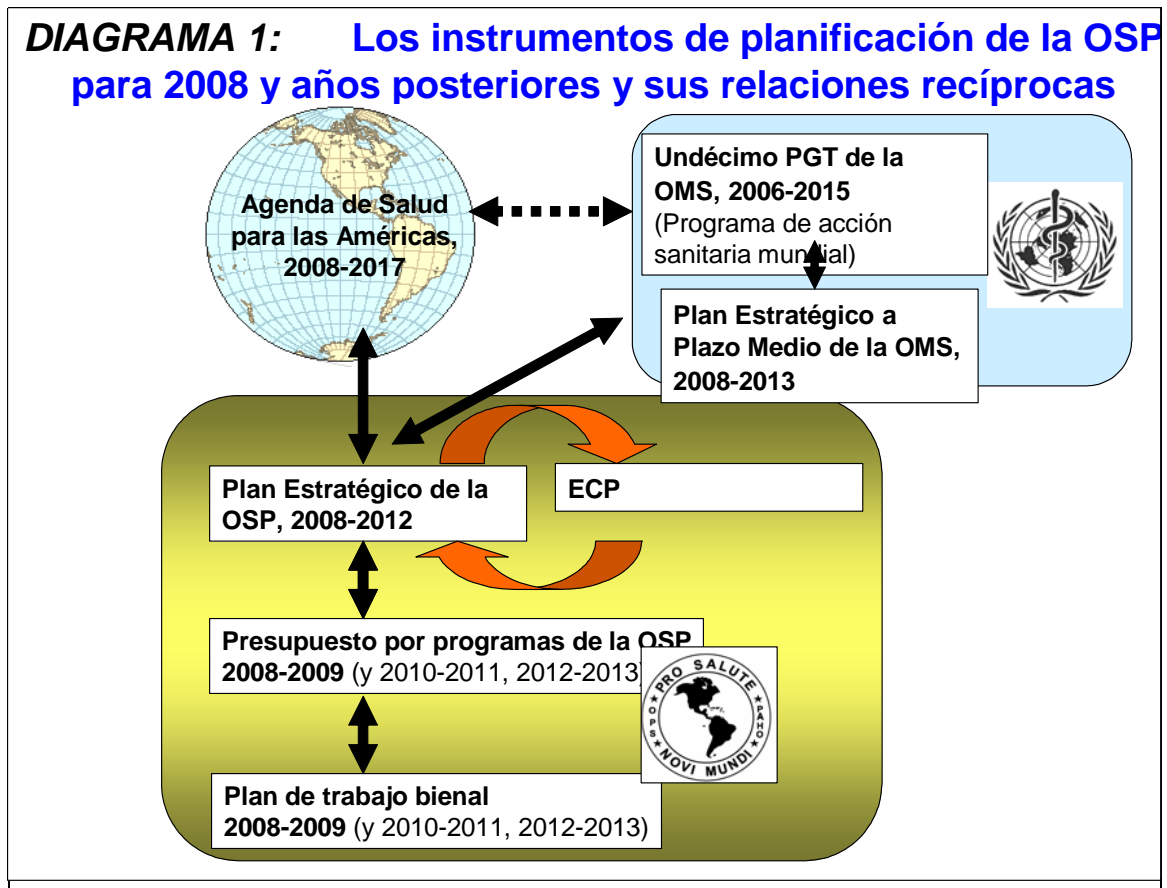 DIAGRAMA 1: Los instrumentos de planificación de la OSP
para 2008 y años posteriores y sus relaciones recíprocas
Agenda de Salud
para las Américas,
2008-2017
Undécimo PGT de la
OMS, 2006-2015
(Programa de acción
sanitaria mundial)
Plan Estratégico a
Plazo Medio de la OMS,
2008-2013
Plan Estratégico de la
OSP, 2008-2012
ECP
Presupuesto por programas de la OSP
2008-2009 (y 2010-2011, 2012-2013)
PRO SALUTE
OPS
PAHO
NOVI MUNDI
Plan de trabajo bienal
2008-2009 (y 2010-2011, 2012-2013)